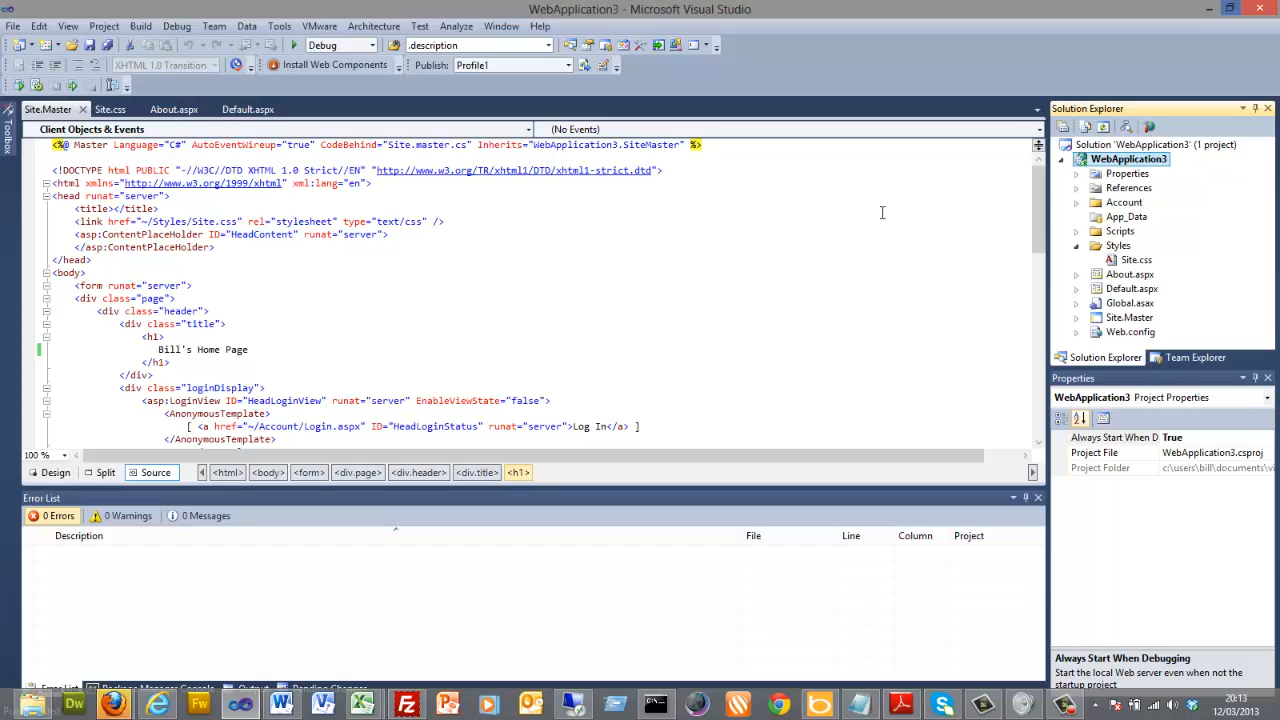 WebApplication3 - Microsoft Visual Studio
File Edit View Project Build Debug Team Data Tools VMware Architecture Test Analyze Window Help
Debug .description
XHTML 1.0 Transition Install Web Components Publish: Profile1
Toolbox
Site.Master Site.css About.aspx Default.aspx
Client Objects & Events (No Events)
<%@ Master Language="C#" AutoEventWireup="true" CodeBehind="Site.master.cs" Inherits="WebApplication3.SiteMaster" %>
<!DOCTYPE html PUBLIC "-//W3C//DTD XHTML 1.0 Strict//EN" "http://www.w3.org/TR/xhtml1/DTD/xhtml1-strict.dtd">
<html xmlns="http://www.w3.org/1999/xhtml" xml:lang="en">
<head runat="server">
<title></title>
<link href="~/Styles/Site.css" rel="stylesheet" type="text/css" />
<asp:ContentPlaceHolder ID="HeadContent" runat="server">
</asp:ContentPlaceHolder>
</head>
<body>
<form runat="server">
<div class="page">
<div class="header">
<div class="title">
<h1>
Bill's Home Page
</h1>
</div>
<div class="loginDisplay">
<asp:LoginView ID="HeadLoginView" runat="server" EnableViewState="false">
<AnonymousTemplate>
[ <a href="~/Account/Login.aspx" ID="HeadLoginStatus" runat="server">Log In</a> ]
</AnonymousTemplate>
100 %
Design Split Source <html> <body> <form> <div.page> <div.header> <div.title> <h1>
Error List
0 Errors 0 Warnings 0 Messages
Description File Line Column Project
Solution Explorer
Solution 'WebApplication3' (1 project)
WebApplication3
Properties
References
Account
App_Data
Scripts
Styles
Site.css
About.aspx
Default.aspx
Global.asax
Site.Master
Web.config
Solution Explorer Team Explorer
Properties
WebApplication3 Project Properties
Always Start When D True
Project File WebApplication3.csproj
Project Folder c:\users\bill\documents\vi
Always Start When Debugging
Start the local Web server even when not the
startup project
Error List Package Manager Console Output Pending Changes
20:13
12/03/2013